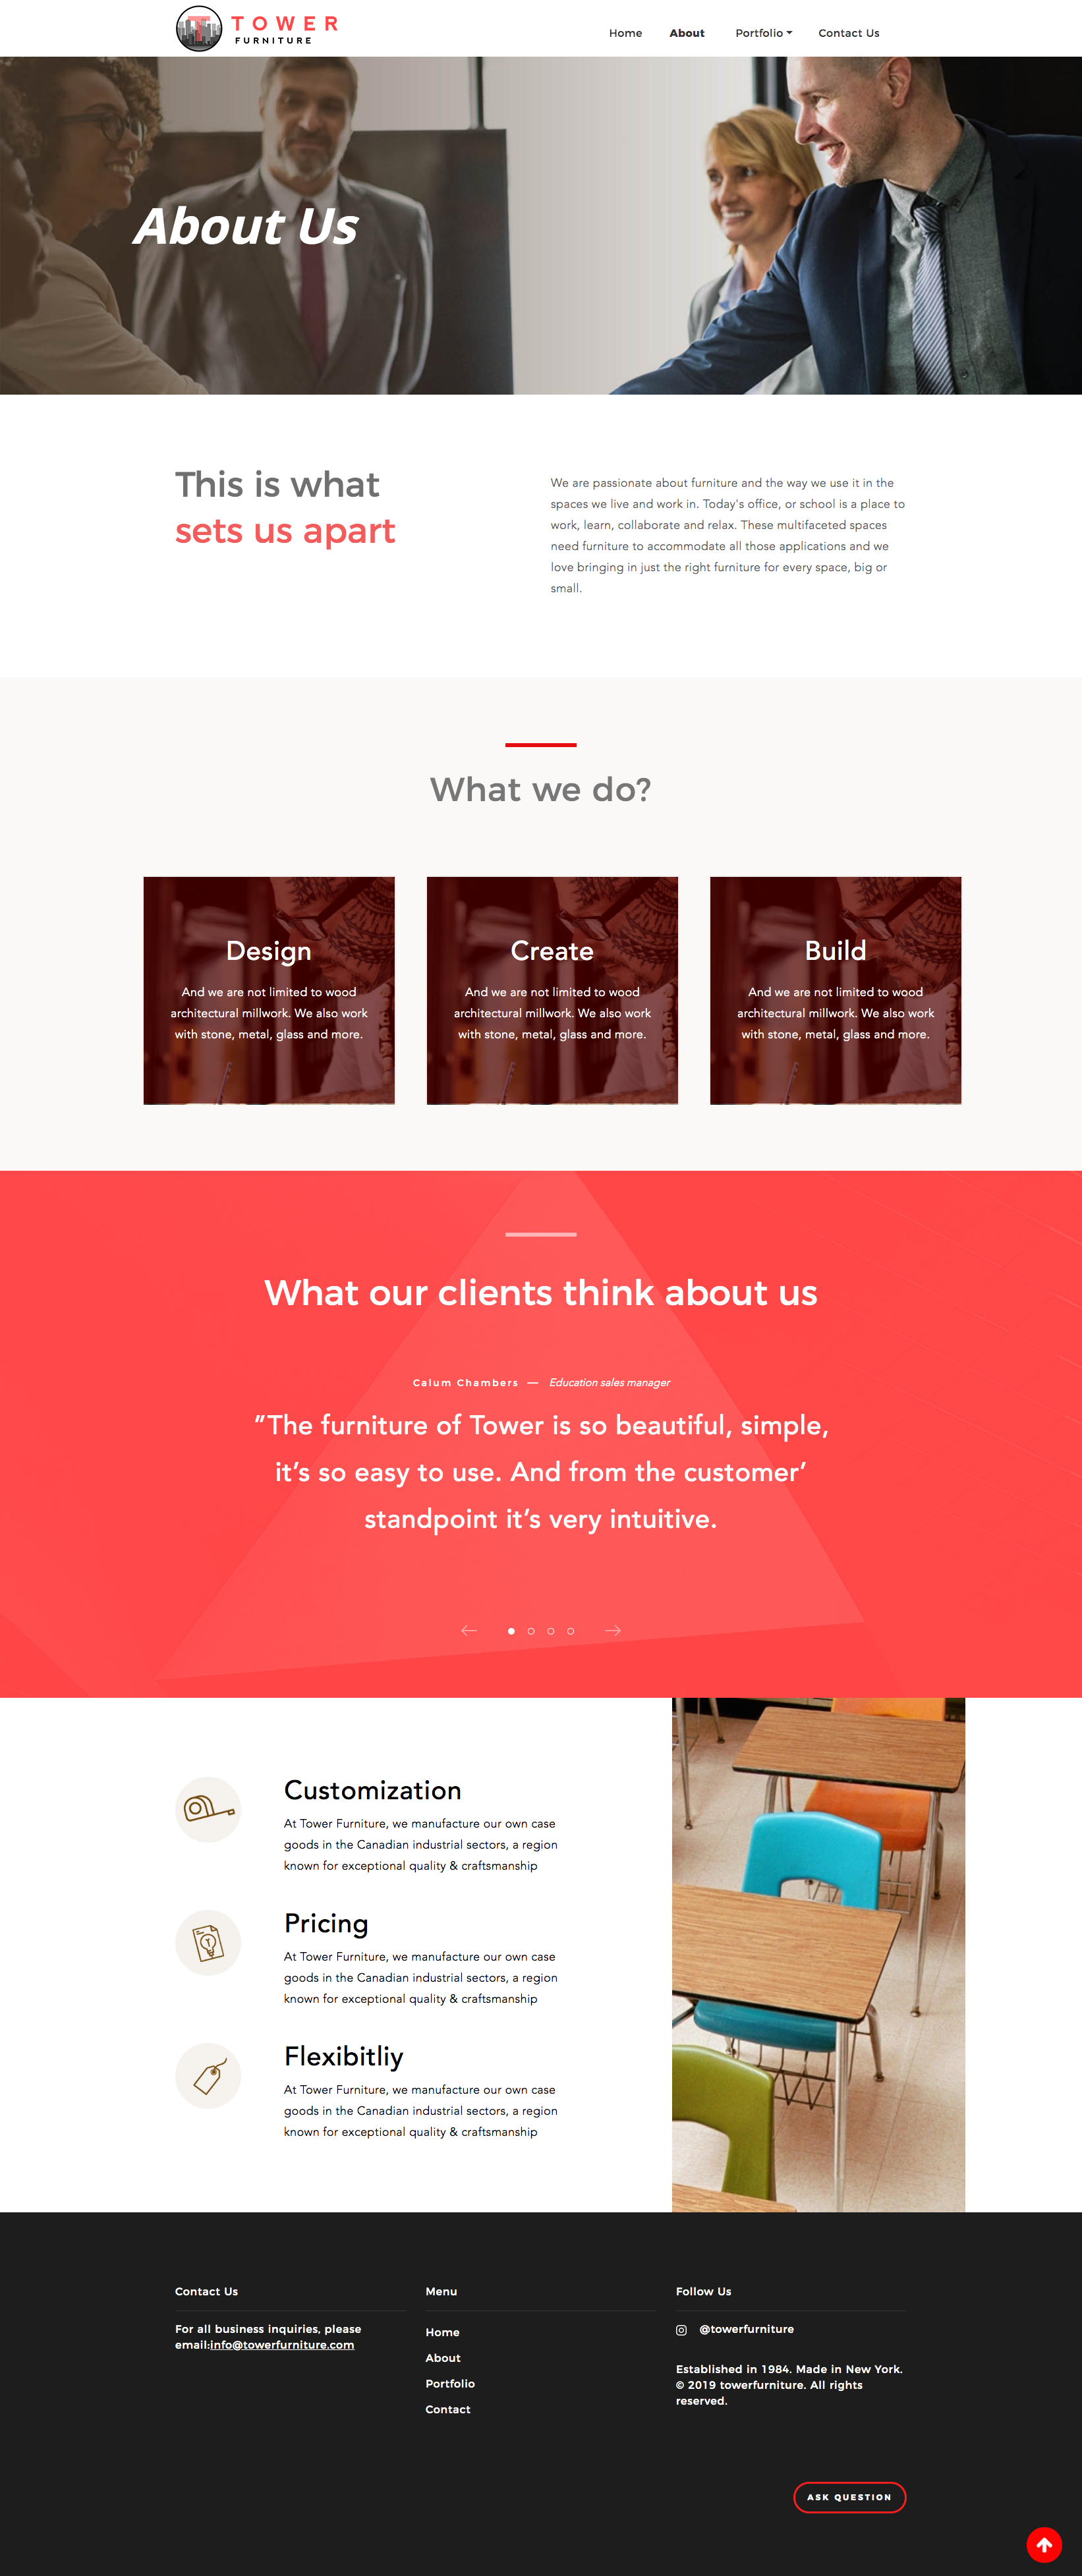 TOWER
FURNITURE
Home
About
Portfolio
Contact Us
About Us
This is what
sets us apart
We are passionate about furniture and the way we use it in the
spaces we live and work in. Today's office, or school is a place to
work, learn, collaborate and relax. These multifaceted spaces
need furniture to accommodate all those applications and we
love bringing in just the right furniture for every space, big or
small.
What we do?
Design
And we are not limited to wood
architectural millwork. We also work
with stone, metal, glass and more.
Create
And we are not limited to wood
architectural millwork. We also work
with stone, metal, glass and more.
Build
And we are not limited to wood
architectural millwork. We also work
with stone, metal, glass and more.
What our clients think about us
Calum Chambers — Education sales manager
”The furniture of Tower is so beautiful, simple,
it’s so easy to use. And from the customer’
standpoint it’s very intuitive.
Customization
At Tower Furniture, we manufacture our own case
goods in the Canadian industrial sectors, a region
known for exceptional quality & craftsmanship
Pricing
At Tower Furniture, we manufacture our own case
goods in the Canadian industrial sectors, a region
known for exceptional quality & craftsmanship
Flexibitliy
At Tower Furniture, we manufacture our own case
goods in the Canadian industrial sectors, a region
known for exceptional quality & craftsmanship
Contact Us
For all business inquiries, please
email:info@towerfurniture.com
Menu
Home
About
Portfolio
Contact
Follow Us
@towerfurniture
Established in 1984. Made in New York.
© 2019 towerfurniture. All rights
reserved.
ASK QUESTION